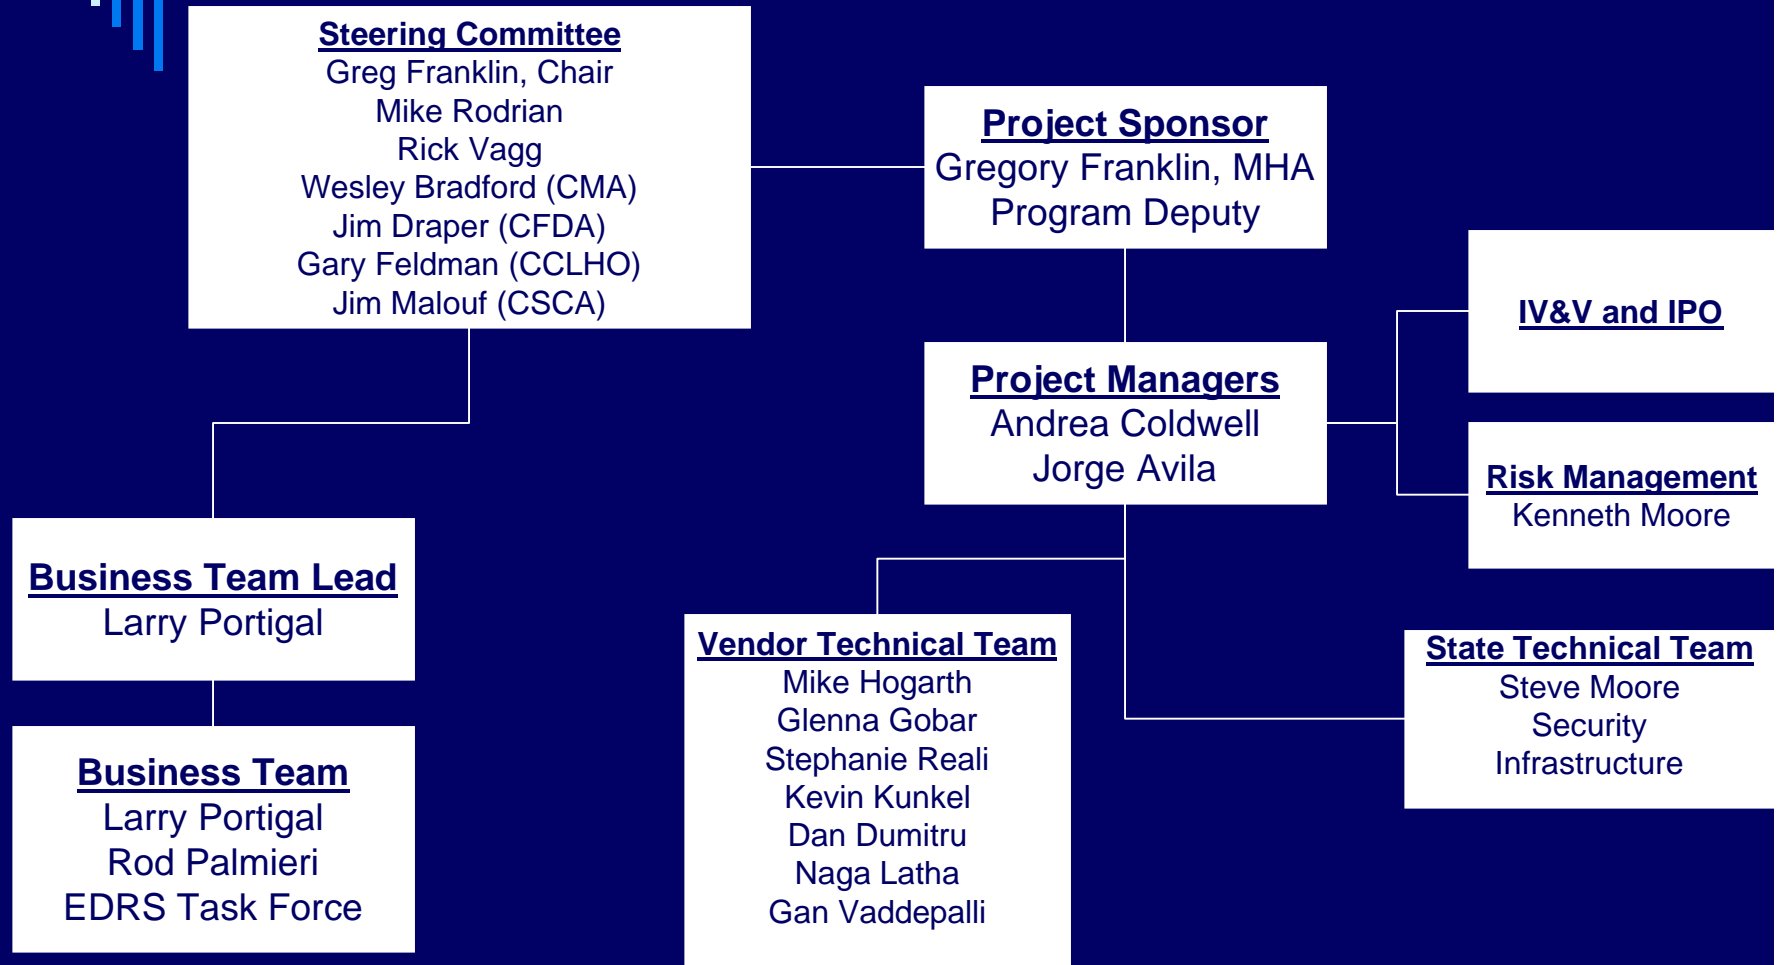 Steering Committee
Greg Franklin, Chair
Mike Rodrian
Rick Vagg
Wesley Bradford (CMA)
Jim Draper (CFDA)
Gary Feldman (CCLHO)
Jim Malouf (CSCA)
Project Sponsor
Gregory Franklin, MHA
Program Deputy
IV&V and IPO
Project Managers
Andrea Coldwell
Jorge Avila
Risk Management
Kenneth Moore
Business Team Lead
Larry Portigal
Vendor Technical Team
Mike Hogarth
Glenna Gobar
Stephanie Reali
Kevin Kunkel
Dan Dumitru
Naga Latha
Gan Vaddepalli
State Technical Team
Steve Moore
Security
Infrastructure
Business Team
Larry Portigal
Rod Palmieri
EDRS Task Force